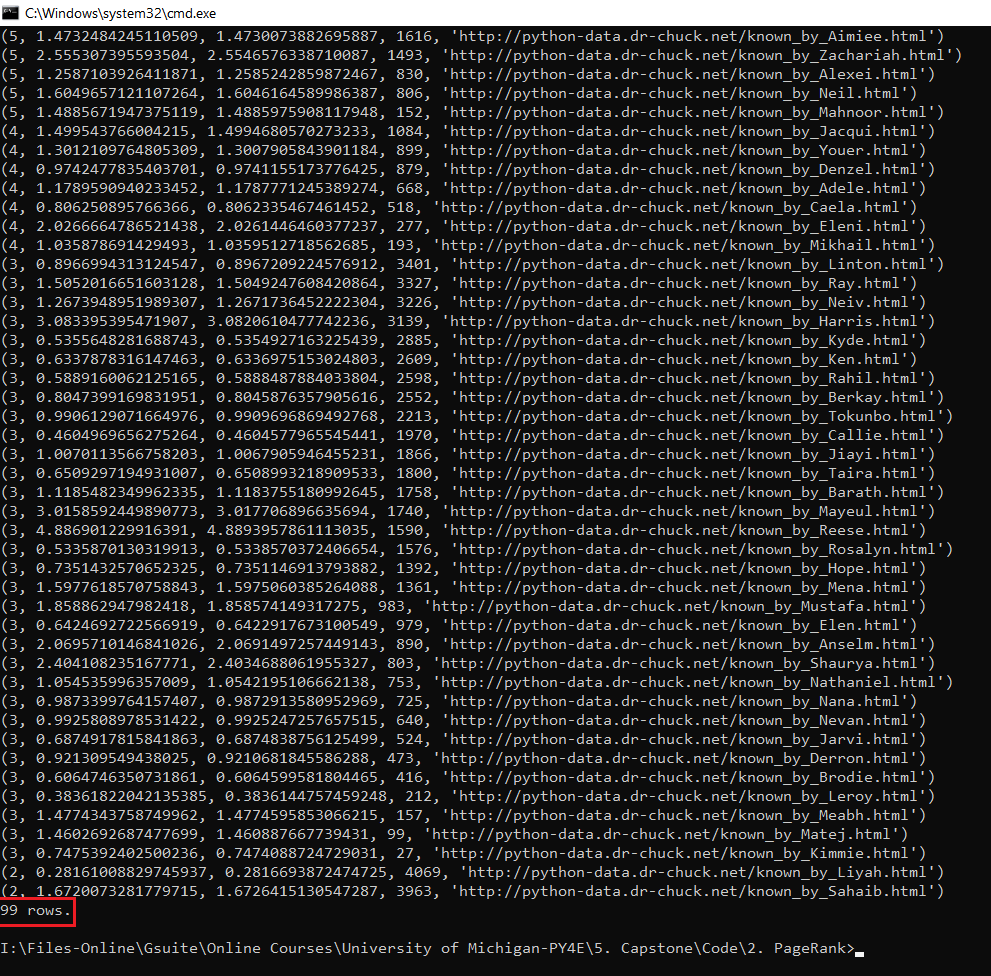 C:\Windows\system32\cmd.exe
(5, 1.4732484245110509, 1.4730073882695887, 1616, 'http://python-data.dr-chuck.net/known_by_Aimiee.html')
(5, 2.555307395593504, 2.5546576338710087, 1493, 'http://python-data.dr-chuck.net/known_by_Zachariah.html')
(5, 1.2587103926411871, 1.2585242859872467, 830, 'http://python-data.dr-chuck.net/known_by_Alexei.html')
(5, 1.6049657121107264, 1.6046164589986387, 806, 'http://python-data.dr-chuck.net/known_by_Neil.html')
(5, 1.4885671947375119, 1.4885975908117948, 152, 'http://python-data.dr-chuck.net/known_by_Mahnoor.html')
(4, 1.499543766004215, 1.4994680570273233, 1084, 'http://python-data.dr-chuck.net/known_by_Jacqui.html')
(4, 1.3012109764805309, 1.3007905843901184, 899, 'http://python-data.dr-chuck.net/known_by_Youer.html')
(4, 0.9742477835403701, 0.9741155173776425, 879, 'http://python-data.dr-chuck.net/known_by_Denzel.html')
(4, 1.1789590940233452, 1.1787771245389274, 668, 'http://python-data.dr-chuck.net/known_by_Adele.html')
(4, 0.806250895766366, 0.8062335467461452, 518, 'http://python-data.dr-chuck.net/known_by_Caela.html')
(4, 2.0266664786521438, 2.0261446460377237, 277, 'http://python-data.dr-chuck.net/known_by_Eleni.html')
(4, 1.035878691429493, 1.0359512718562685, 193, 'http://python-data.dr-chuck.net/known_by_Mikhail.html')
(3, 0.8966994313124547, 0.8967209224576912, 3401, 'http://python-data.dr-chuck.net/known_by_Linton.html')
(3, 1.5052016651603128, 1.5049247608420864, 3327, 'http://python-data.dr-chuck.net/known_by_Ray.html')
(3, 1.2673948951989307, 1.2671736452222304, 3226, 'http://python-data.dr-chuck.net/known_by_Neiv.html')
(3, 3.083395395471907, 3.0820610477742236, 3139, 'http://python-data.dr-chuck.net/known_by_Harris.html')
(3, 0.5355648281688743, 0.5354927163225439, 2885, 'http://python-data.dr-chuck.net/known_by_Kyde.html')
(3, 0.6337878316147463, 0.6336975153024803, 2609, 'http://python-data.dr-chuck.net/known_by_Ken.html')
(3, 0.5889160062125165, 0.5888487884033804, 2598, 'http://python-data.dr-chuck.net/known_by_Rahil.html')
(3, 0.8047399169831951, 0.8045876357905616, 2552, 'http://python-data.dr-chuck.net/known_by_Berkay.html')
(3, 0.9906129071664976, 0.9909696869492768, 2213, 'http://python-data.dr-chuck.net/known_by_Tokunbo.html')
(3, 0.4604969656275264, 0.4604577965545441, 1970, 'http://python-data.dr-chuck.net/known_by_Callie.html')
(3, 1.0070113566758203, 1.0067905946455231, 1866, 'http://python-data.dr-chuck.net/known_by_Jiayi.html')
(3, 0.6509297194931007, 0.6508993218909533, 1800, 'http://python-data.dr-chuck.net/known_by_Taira.html')
(3, 1.1185482349962335, 1.1183755180992645, 1758, 'http://python-data.dr-chuck.net/known_by_Barath.html')
(3, 3.0158592449890773, 3.017706896635694, 1740, 'http://python-data.dr-chuck.net/known_by_Mayeul.html')
(3, 4.886901229916391, 4.8893957861113035, 1590, 'http://python-data.dr-chuck.net/known_by_Reese.html')
(3, 0.5335870130319913, 0.5338570372406654, 1576, 'http://python-data.dr-chuck.net/known_by_Rosalyn.html')
(3, 0.7351432570652325, 0.7351146913793882, 1392, 'http://python-data.dr-chuck.net/known_by_Hope.html')
(3, 1.5977618570758843, 1.5975060385264088, 1361, 'http://python-data.dr-chuck.net/known_by_Mena.html')
(3, 1.858862947982418, 1.858574149317275, 983, 'http://python-data.dr-chuck.net/known_by_Mustafa.html')
(3, 0.6424692722566919, 0.6422917673100549, 979, 'http://python-data.dr-chuck.net/known_by_Elen.html')
(3, 2.0695710146841026, 2.0691497257449143, 890, 'http://python-data.dr-chuck.net/known_by_Anselm.html')
(3, 2.404108235167771, 2.4034688061955327, 803, 'http://python-data.dr-chuck.net/known_by_Shaurya.html')
(3, 1.054535996357009, 1.0542195106662138, 753, 'http://python-data.dr-chuck.net/known_by_Nathaniel.html')
(3, 0.9873399764157407, 0.9872913580952969, 725, 'http://python-data.dr-chuck.net/known_by_Nana.html')
(3, 0.9925808978531422, 0.9925247257657515, 640, 'http://python-data.dr-chuck.net/known_by_Nevan.html')
(3, 0.6874917815841863, 0.6874838756125499, 524, 'http://python-data.dr-chuck.net/known_by_Jarvi.html')
(3, 0.921309549438025, 0.9210681845586288, 473, 'http://python-data.dr-chuck.net/known_by_Derron.html')
(3, 0.6064746350731861, 0.6064599581804465, 416, 'http://python-data.dr-chuck.net/known_by_Brodie.html')
(3, 0.38361822042135385, 0.3836144757459248, 212, 'http://python-data.dr-chuck.net/known_by_Leroy.html')
(3, 1.4774343758749962, 1.4774595853066215, 157, 'http://python-data.dr-chuck.net/known_by_Meabh.html')
(3, 1.4602692687477699, 1.460887667739431, 99, 'http://python-data.dr-chuck.net/known_by_Matej.html')
(3, 0.7475392402500236, 0.7474088724729031, 27, 'http://python-data.dr-chuck.net/known_by_Kimmie.html')
(2, 0.28161008829745937, 0.2816693872474725, 4069, 'http://python-data.dr-chuck.net/known_by_Liyah.html')
(2, 1.6720073281779715, 1.6726415130547287, 3963, 'http://python-data.dr-chuck.net/known_by_Sahaib.html')
99 rows.
I:\Files-Online\Gsuite\Online Courses\University of Michigan-PY4E\5. Capstone\Code\2. PageRank>